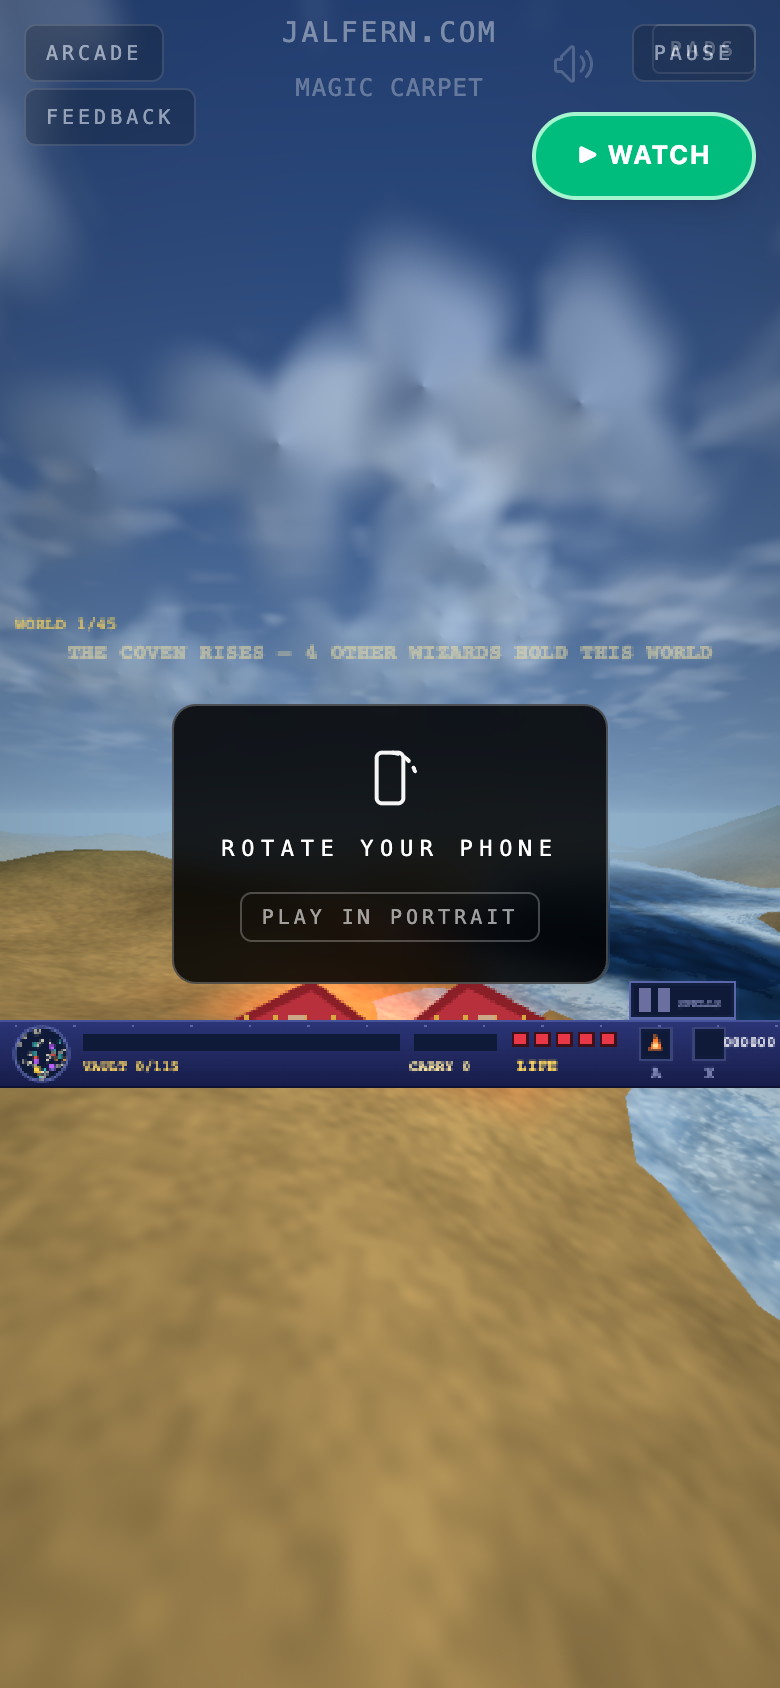 JALFERN.COM
ARCADE
PAUSE
MAGIC CARPET
FEEDBACK
WATCH
WORLD 1/45
THE COVEN RISES — 4 OTHER WIZARDS HOLD THIS WORLD
ROTATE YOUR PHONE
PLAY IN PORTRAIT
VAULT 0/115
CARRY 0
LIFE
A
X